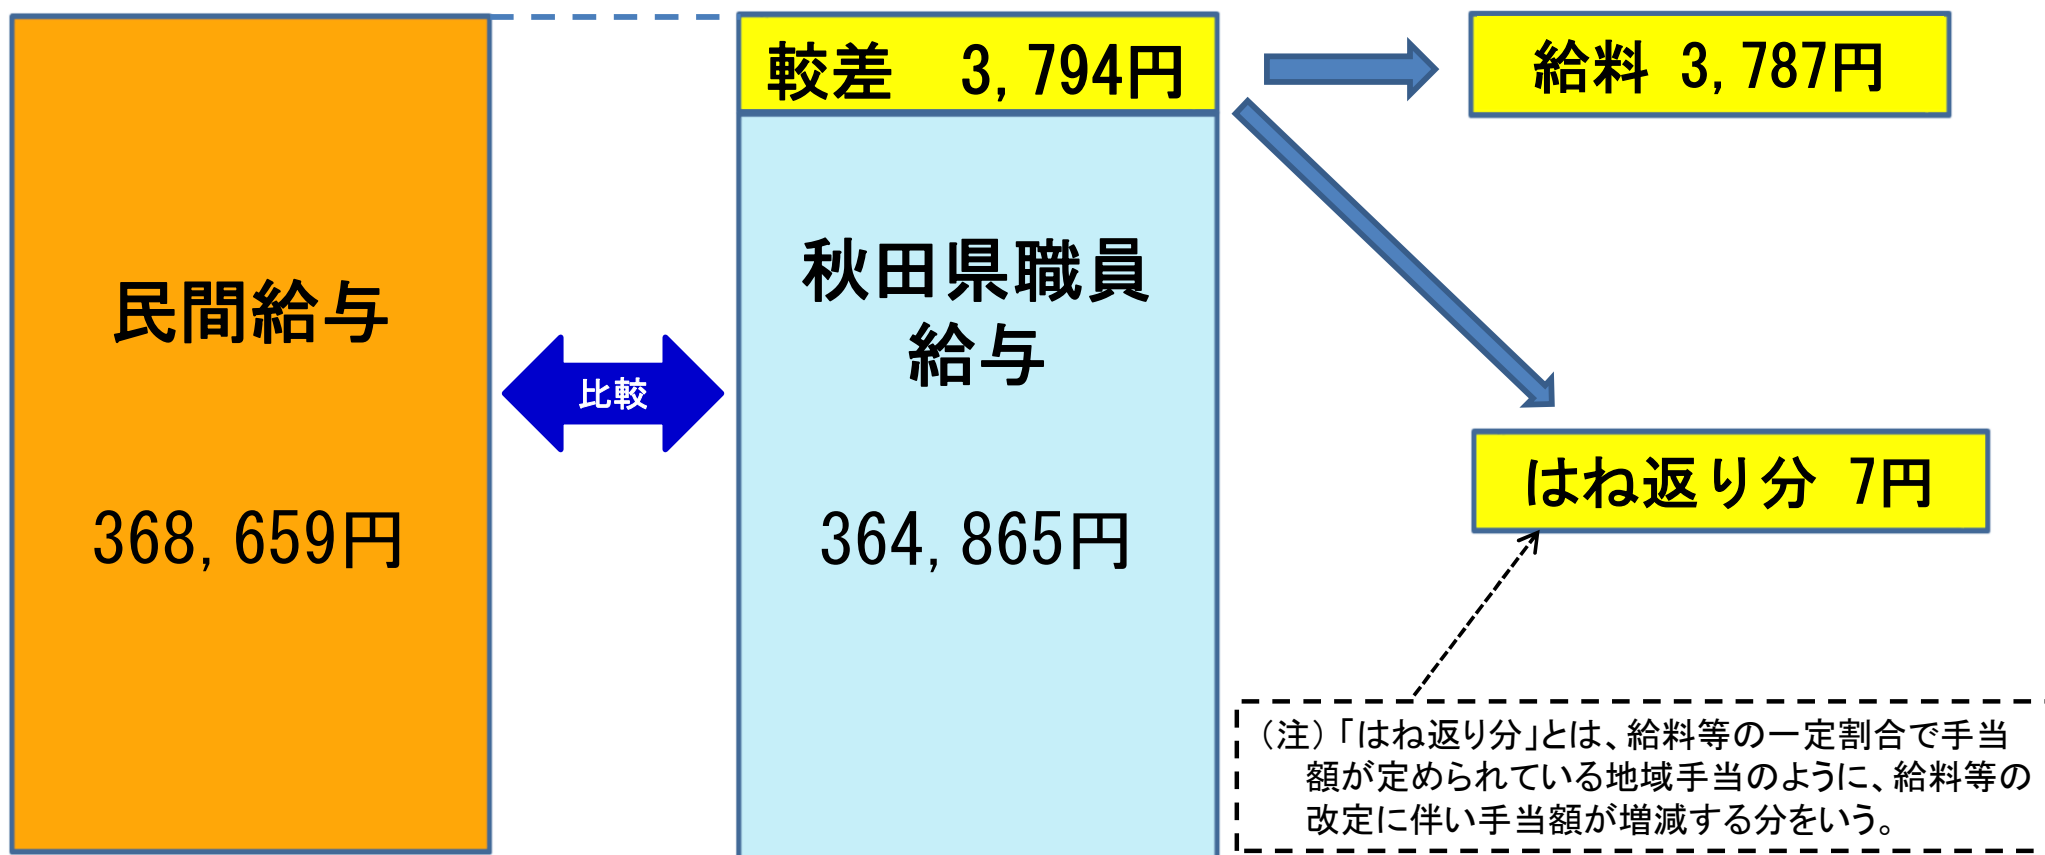 民間給与
368,659円
比較
較差　3,794円
秋田県職員
給与
364,865円
給料 3,787円
はね返り分 7円
（注）「はね返り分」とは、給料等の一定割合で手当
額が定められている地域手当のように、給料等の
改定に伴い手当額が増減する分をいう。